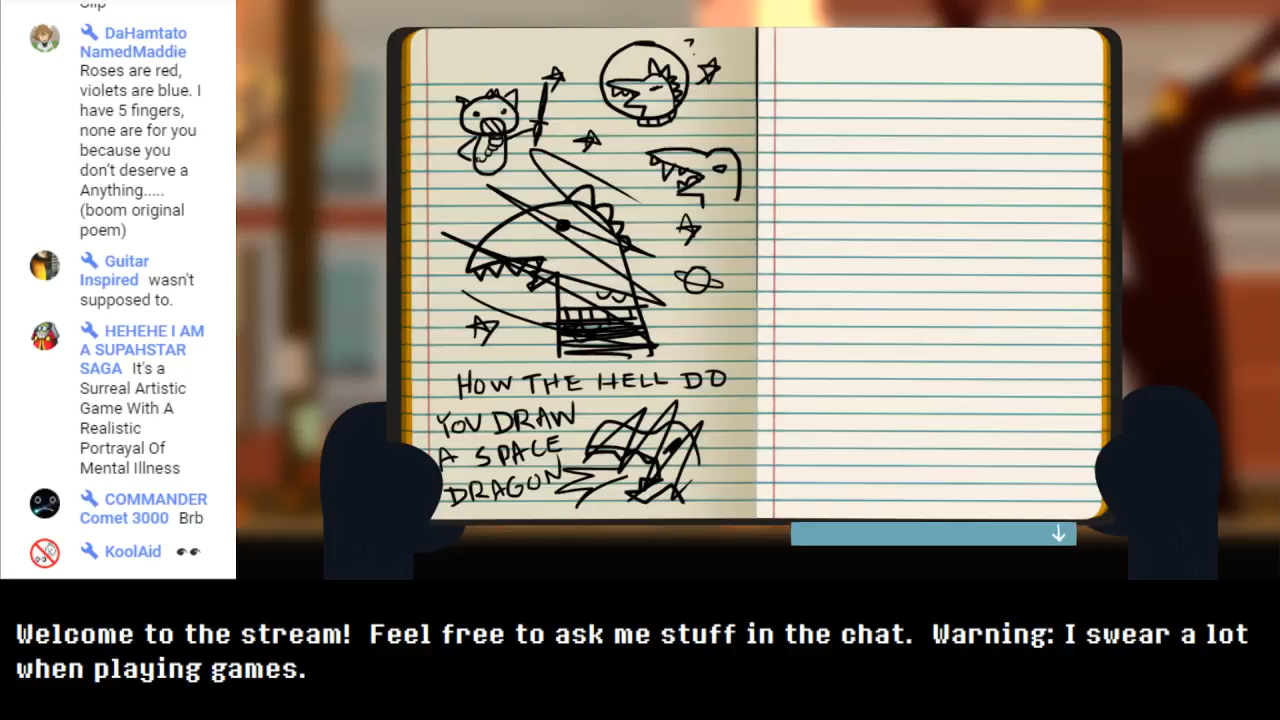 Clip
DaHamtato
NamedMaddie
Roses are red,
violets are blue. I
have 5 fingers,
none are for you
because you
don't deserve a
Anything.....
(boom original
poem)
Guitar
Inspired wasn't
supposed to.
HEHEHE I AM
A SUPAHSTAR
SAGA It's a
Surreal Artistic
Game With A
Realistic
Portrayal Of
Mental Illness
COMMANDER
Comet 3000 Brb
KoolAid
HOW THE HELL DO
YOU DRAW
A SPACE
DRAGON
Welcome to the stream! Feel free to ask me stuff in the chat. Warning: I swear a lot
when playing games.